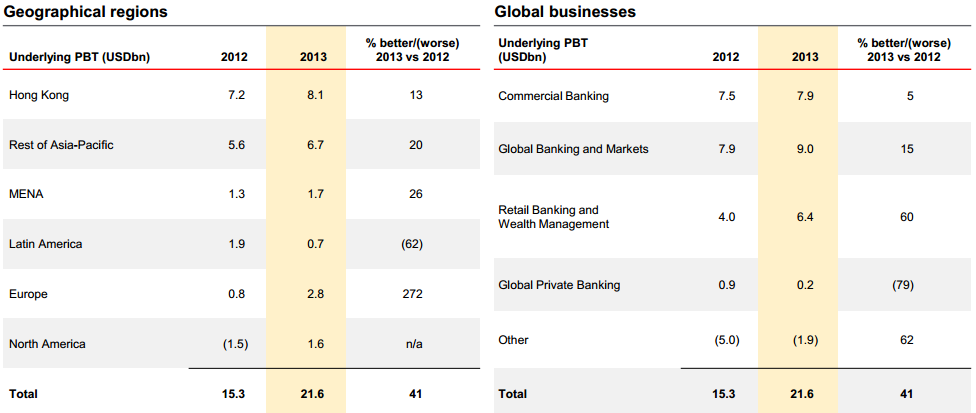 Geographical regions
Underlying PBT (USDbn) 2012 2013 % better/(worse) 2013 vs 2012
Hong Kong 7.2 8.1 13
Rest of Asia-Pacific 5.6 6.7 20
MENA 1.3 1.7 26
Latin America 1.9 0.7 (62)
Europe 0.8 2.8 272
North America (1.5) 1.6 n/a
Total 15.3 21.6 41
Global businesses
Underlying PBT (USDbn) 2012 2013 % better/(worse) 2013 vs 2012
Commercial Banking 7.5 7.9 5
Global Banking and Markets 7.9 9.0 15
Retail Banking and
Wealth Management 4.0 6.4 60
Global Private Banking 0.9 0.2 (79)
Other (5.0) (1.9) 62
Total 15.3 21.6 41